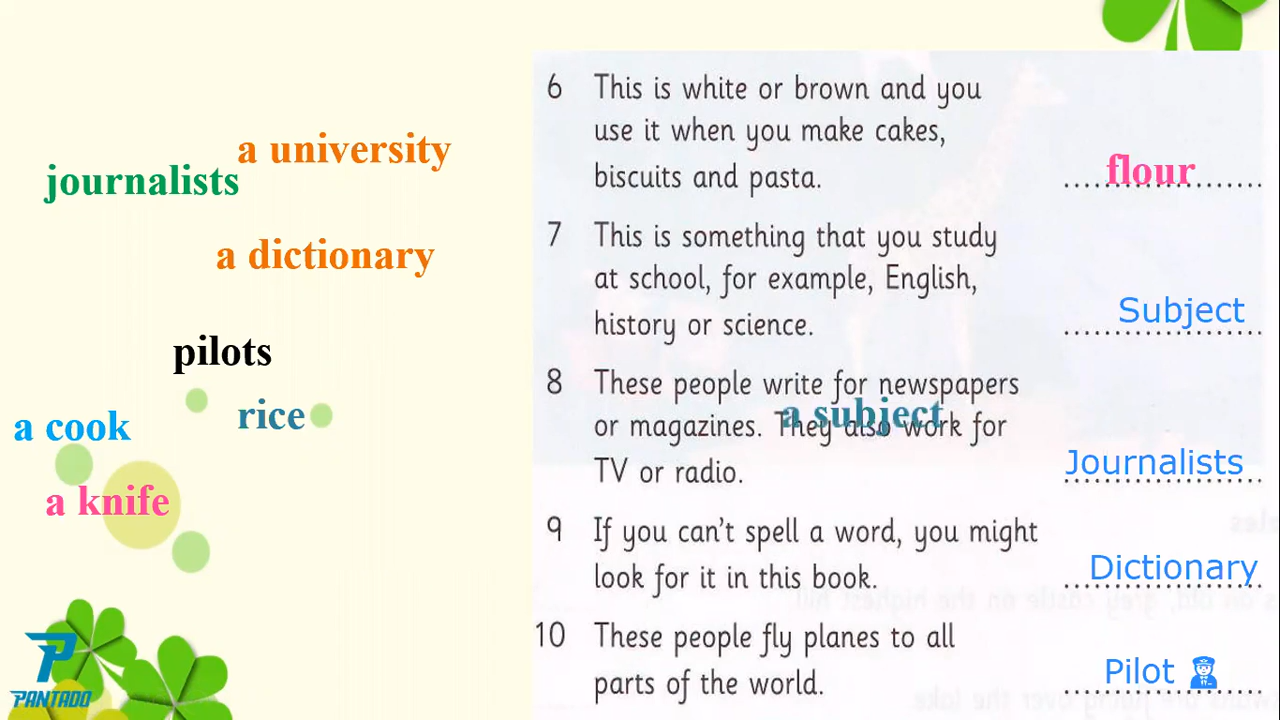 a university
journalists
a dictionary
pilots
rice
a cook
a knife
PANTADO
6 This is white or brown and you
use it when you make cakes,
biscuits and pasta.
flour
7 This is something that you study
at school, for example, English,
history or science.
Subject
8 These people write for newspapers
a subject
or magazines. They also work for
TV or radio.
Journalists
9 If you can't spell a word, you might
look for it in this book.
Dictionary
10 These people fly planes to all
parts of the world.
Pilot